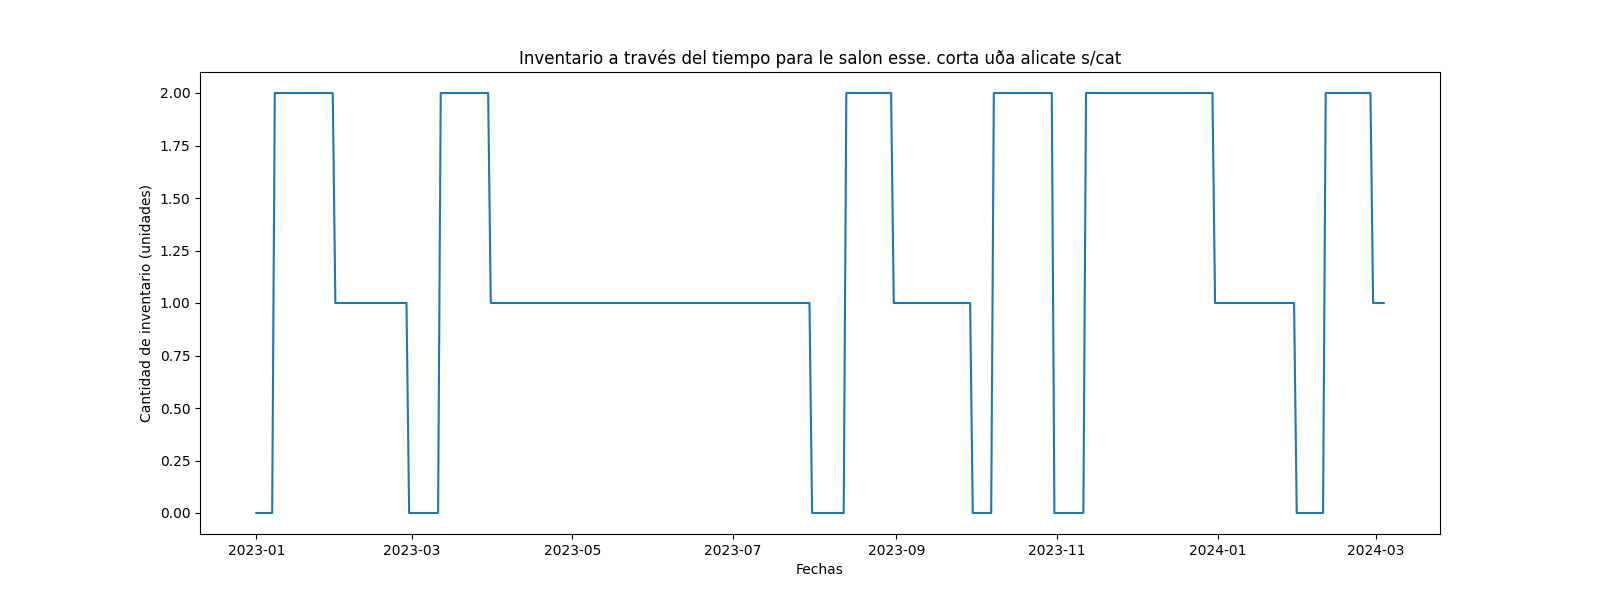 Inventario a través del tiempo para le salon esse. corta uða alicate s/cat
Cantidad de inventario (unidades)
2.00
1.75
1.50
1.25
1.00
0.75
0.50
0.25
0.00
2023-01 2023-03 2023-05 2023-07 2023-09 2023-11 2024-01 2024-03
Fechas